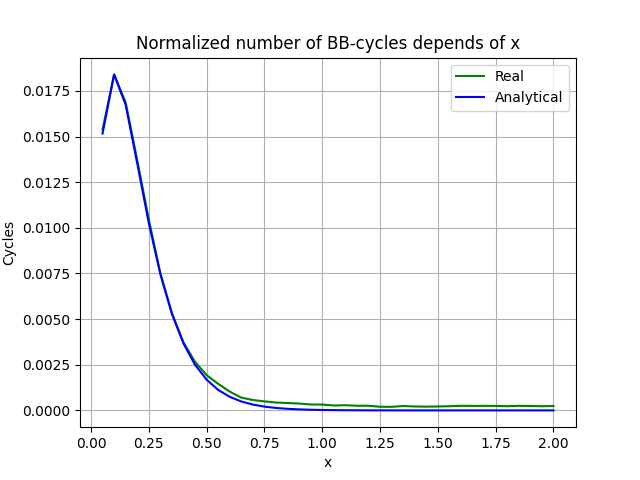 Normalized number of BB-cycles depends of x
Real
Analytical
Cycles
0.0175
0.0150
0.0125
0.0100
0.0075
0.0050
0.0025
0.0000
0.00 0.25 0.50 0.75 1.00 1.25 1.50 1.75 2.00
x